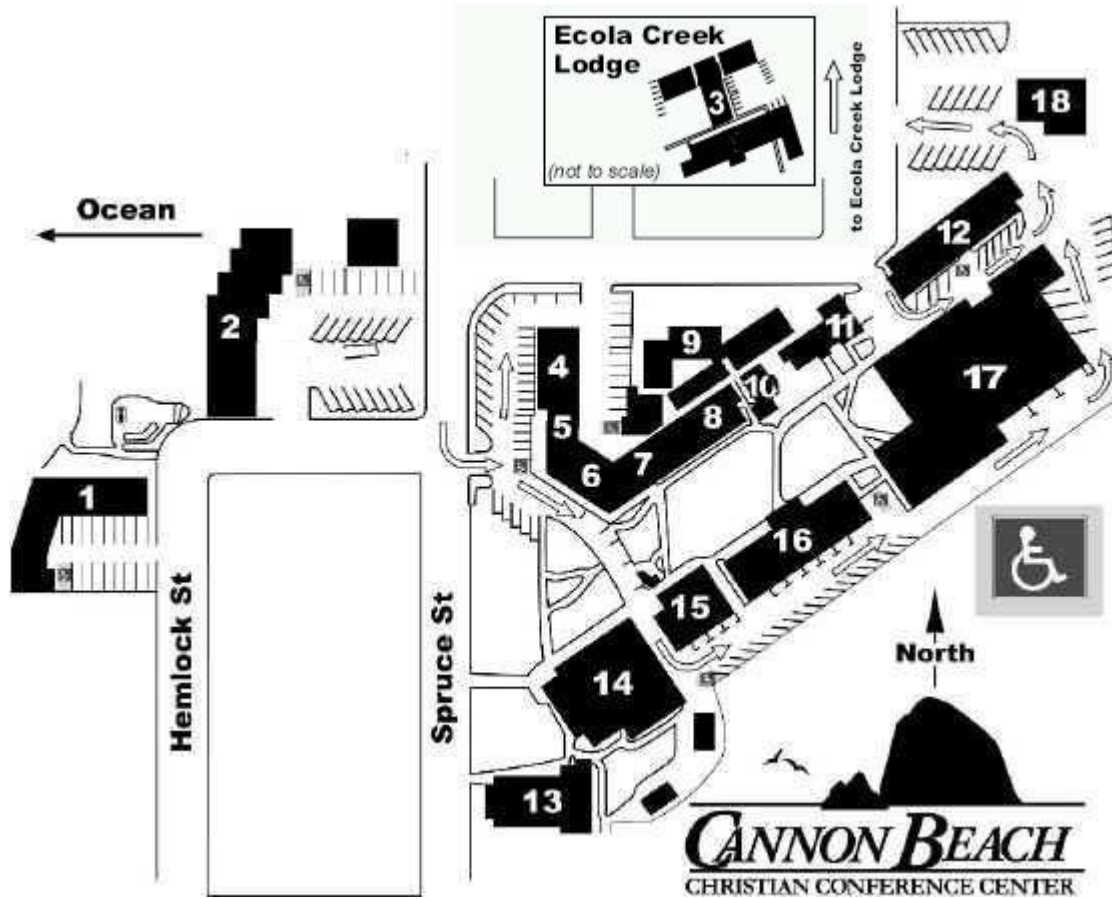 Ecola Creek
Lodge
3
(not to scale)
to Ecola Creek Lodge
18
Ocean
12
2
11
9
4
10
17
8
5
7
6
1
16
15
North
14
Hemlock St
Spruce St
13
CANNON BEACH
CHRISTIAN CONFERENCE CENTER